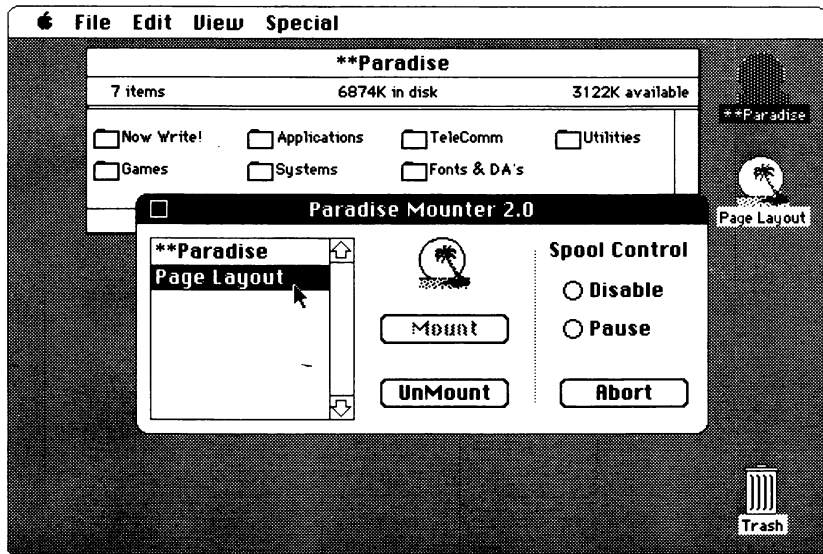 File Edit View Special
**Paradise
7 items 6874K in disk 3122K available
Now Write! Applications TeleComm Utilities
Games Systems Fonts & DA's
**Paradise
Page Layout
Paradise Mounter 2.0
**Paradise
Page Layout
Mount
UnMount
Spool Control
Disable
Pause
Abort
Trash